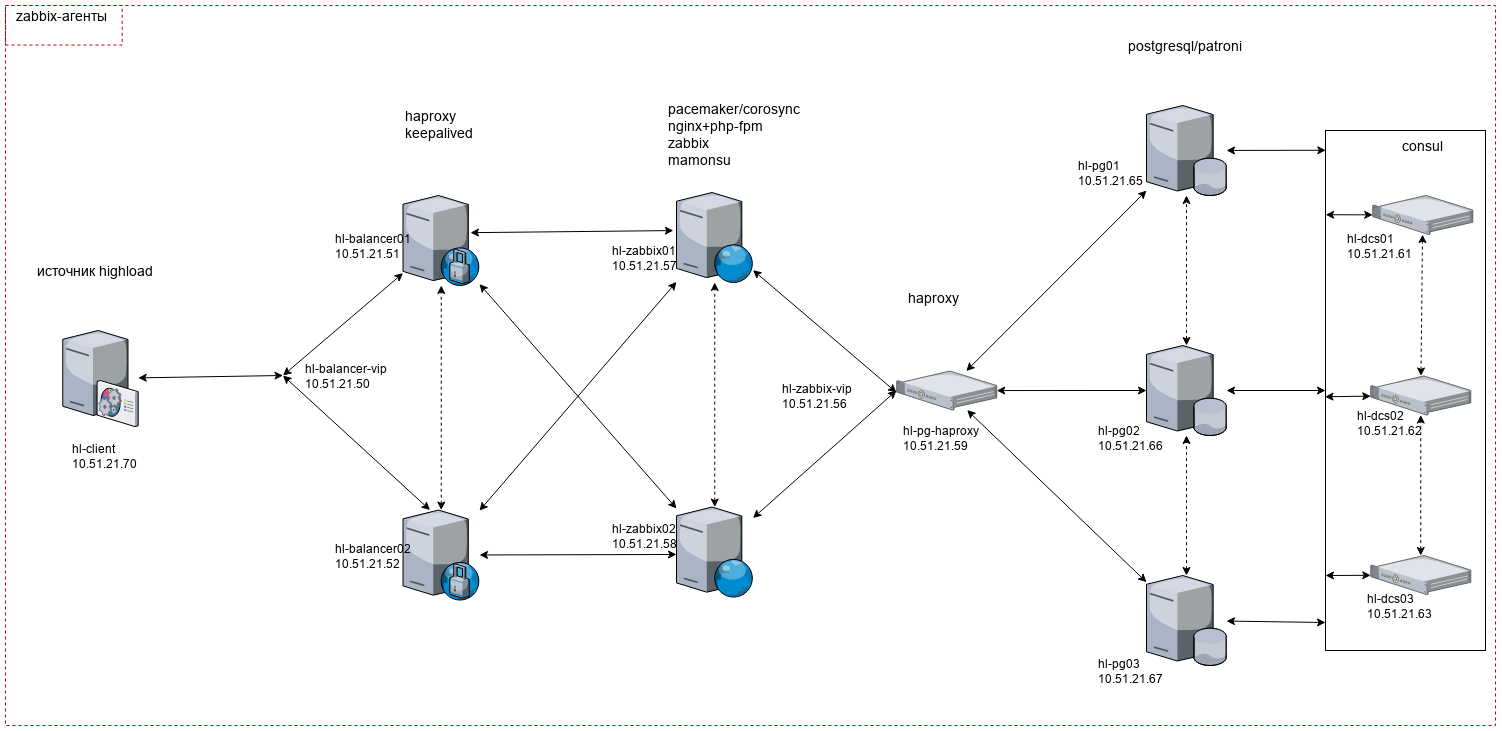 zabbix-агенты
источник highload
hl-client
10.51.21.70
hl-balancer-vip
10.51.21.50
haproxy
keepalived
hl-balancer01
10.51.21.51
hl-balancer02
10.51.21.52
pacemaker/corosync
nginx+php-fpm
zabbix
mamonsu
hl-zabbix01
10.51.21.57
hl-zabbix02
10.51.21.58
hl-zabbix-vip
10.51.21.56
haproxy
hl-pg-haproxy
10.51.21.59
postgresql/patroni
hl-pg01
10.51.21.65
hl-pg02
10.51.21.66
hl-pg03
10.51.21.67
consul
hl-dcs01
10.51.21.61
hl-dcs02
10.51.21.62
hl-dcs03
10.51.21.63